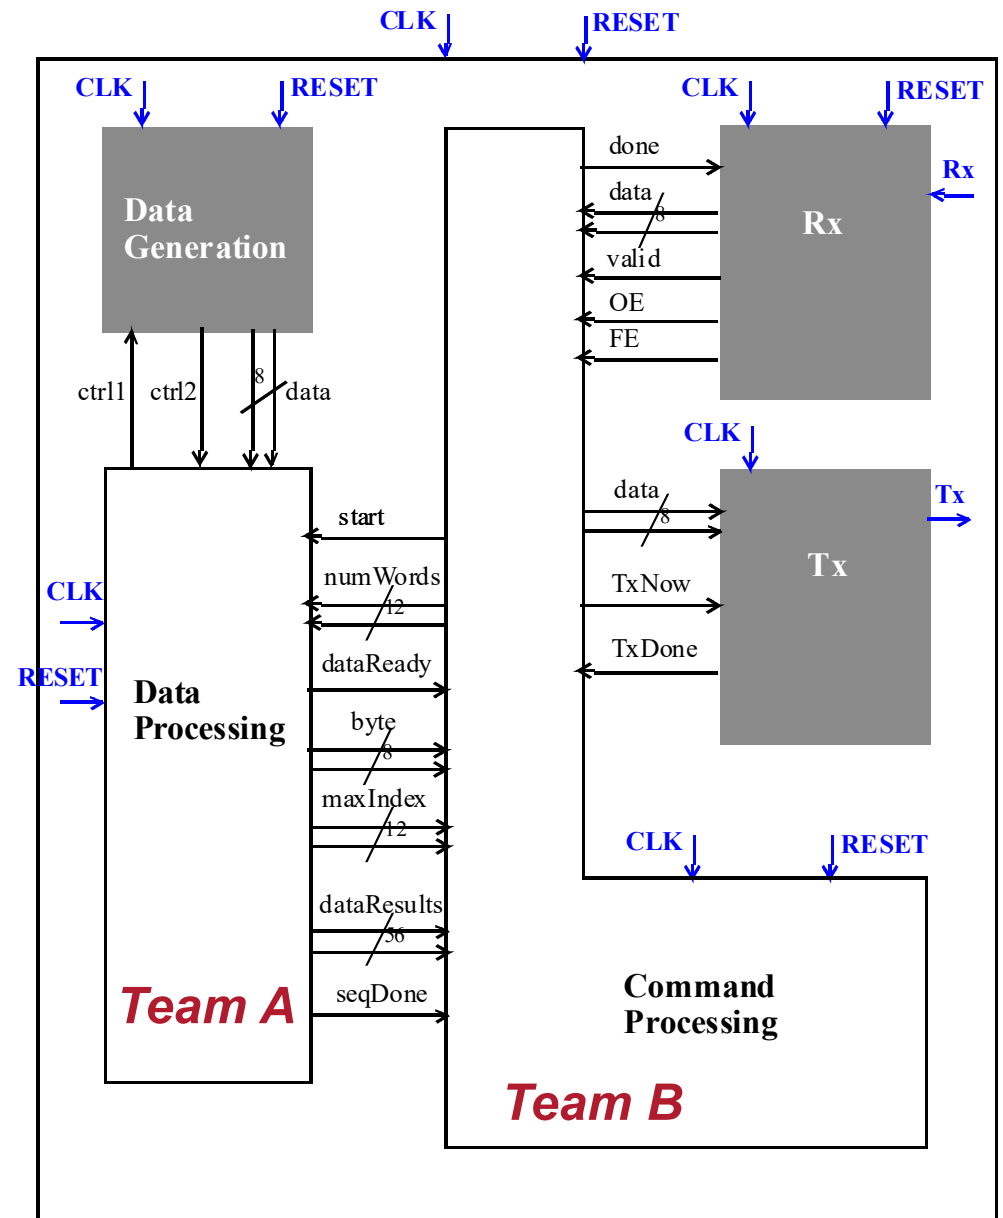 CLK
RESET
CLK
RESET
CLK
RESET
Data
Generation
done
data
8
valid
OE
FE
Rx
Rx
ctrl1
ctrl2
8
data
CLK
data
8
TxNow
TxDone
Tx
Tx
start
numWords
12
dataReady
byte
8
maxIndex
12
dataResults
56
seqDone
CLK
RESET
Data
Processing
Team A
CLK
RESET
Command
Processing
Team B